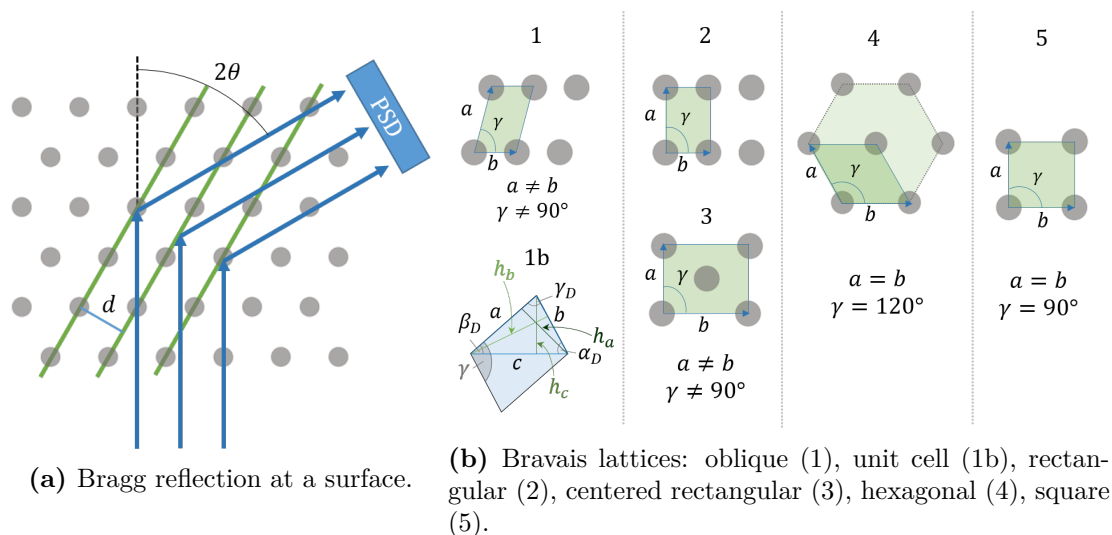 2θ
PSD
d
(a) Bragg reflection at a surface.
1
a
γ
b
a ≠ b
γ ≠ 90°
1b
h_b
γ_D
a
b
β_D
h_a
α_D
γ
c
h_c
2
a
γ
b
3
a
γ
b
a ≠ b
γ ≠ 90°
4
a
γ
b
a = b
γ = 120°
5
a
γ
b
a = b
γ = 90°
(b) Bravais lattices: oblique (1), unit cell (1b), rectan-
gular (2), centered rectangular (3), hexagonal (4), square
(5).